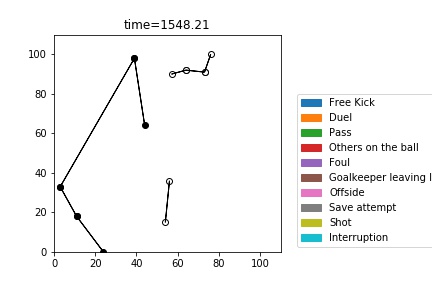 time=1548.21
100
80
60
40
20
0
0 20 40 60 80 100
Free Kick
Duel
Pass
Others on the ball
Foul
Goalkeeper leaving l
Offside
Save attempt
Shot
Interruption